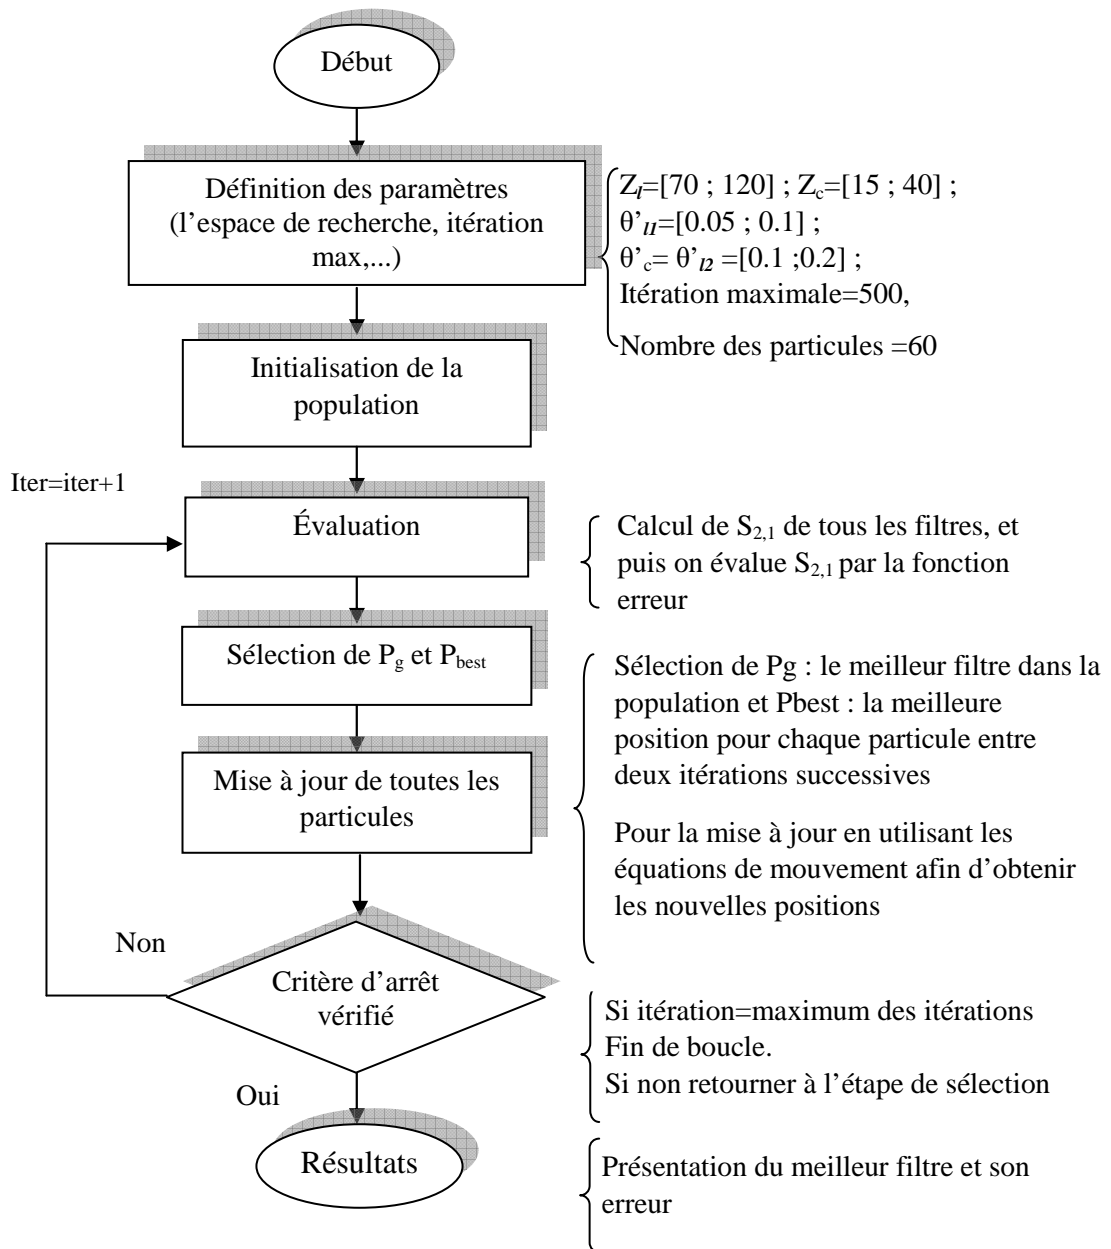 Début
Définition des paramètres
(l'espace de recherche, itération
max,...)
Z_l=[70 ; 120] ; Z_c=[15 ; 40] ;
θ'_l1=[0.05 ; 0.1] ;
θ'_c= θ'_l2 =[0.1 ;0.2] ;
Itération maximale=500,
Nombre des particules =60
Initialisation de la
population
Iter=iter+1
Évaluation
Calcul de S_2,1 de tous les filtres, et
puis on évalue S_2,1 par la fonction
erreur
Sélection de P_g et P_best
Sélection de Pg : le meilleur filtre dans la
population et Pbest : la meilleure
position pour chaque particule entre
deux itérations successives
Mise à jour de toutes les
particules
Pour la mise à jour en utilisant les
équations de mouvement afin d'obtenir
les nouvelles positions
Non
Critère d'arrêt
vérifié
Si itération=maximum des itérations
Fin de boucle.
Si non retourner à l'étape de sélection
Oui
Résultats
Présentation du meilleur filtre et son
erreur